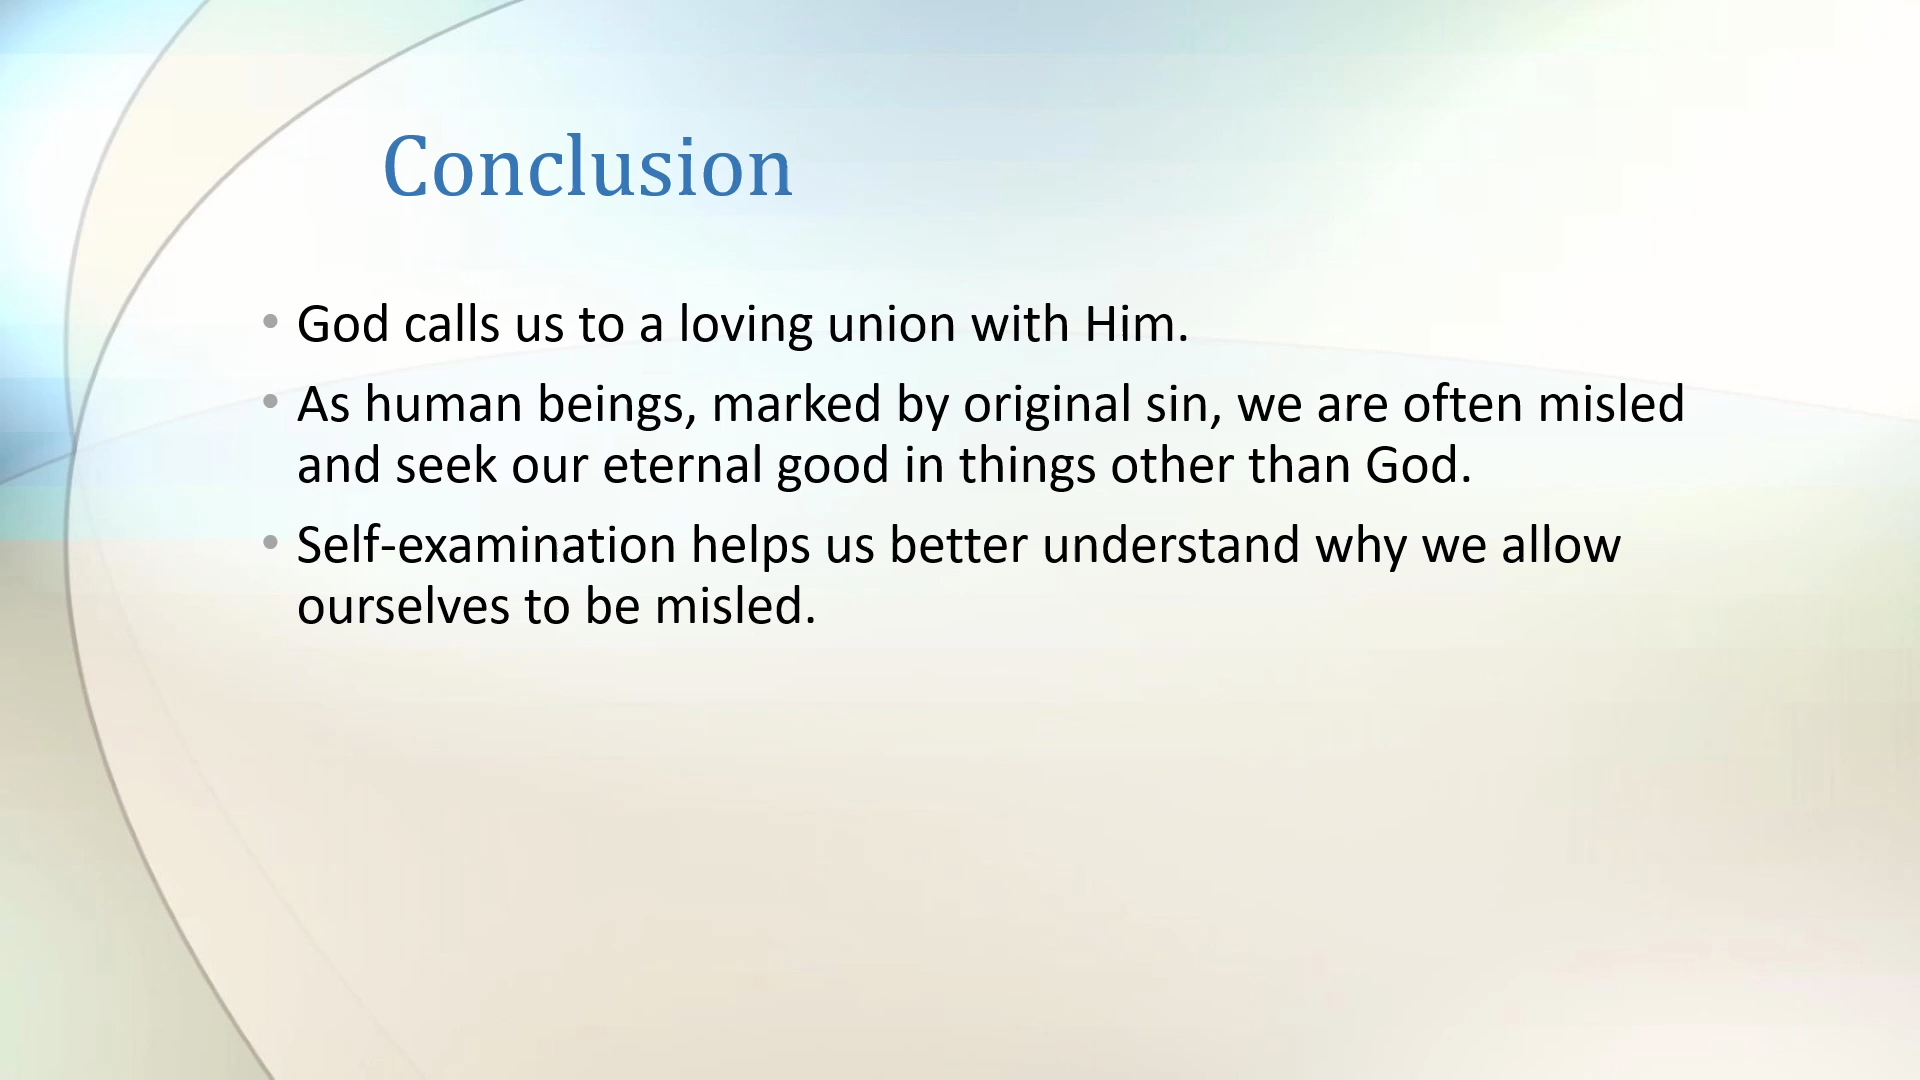 Conclusion
• God calls us to a loving union with Him.
• As human beings, marked by original sin, we are often misled
and seek our eternal good in things other than God.
• Self-examination helps us better understand why we allow
ourselves to be misled.